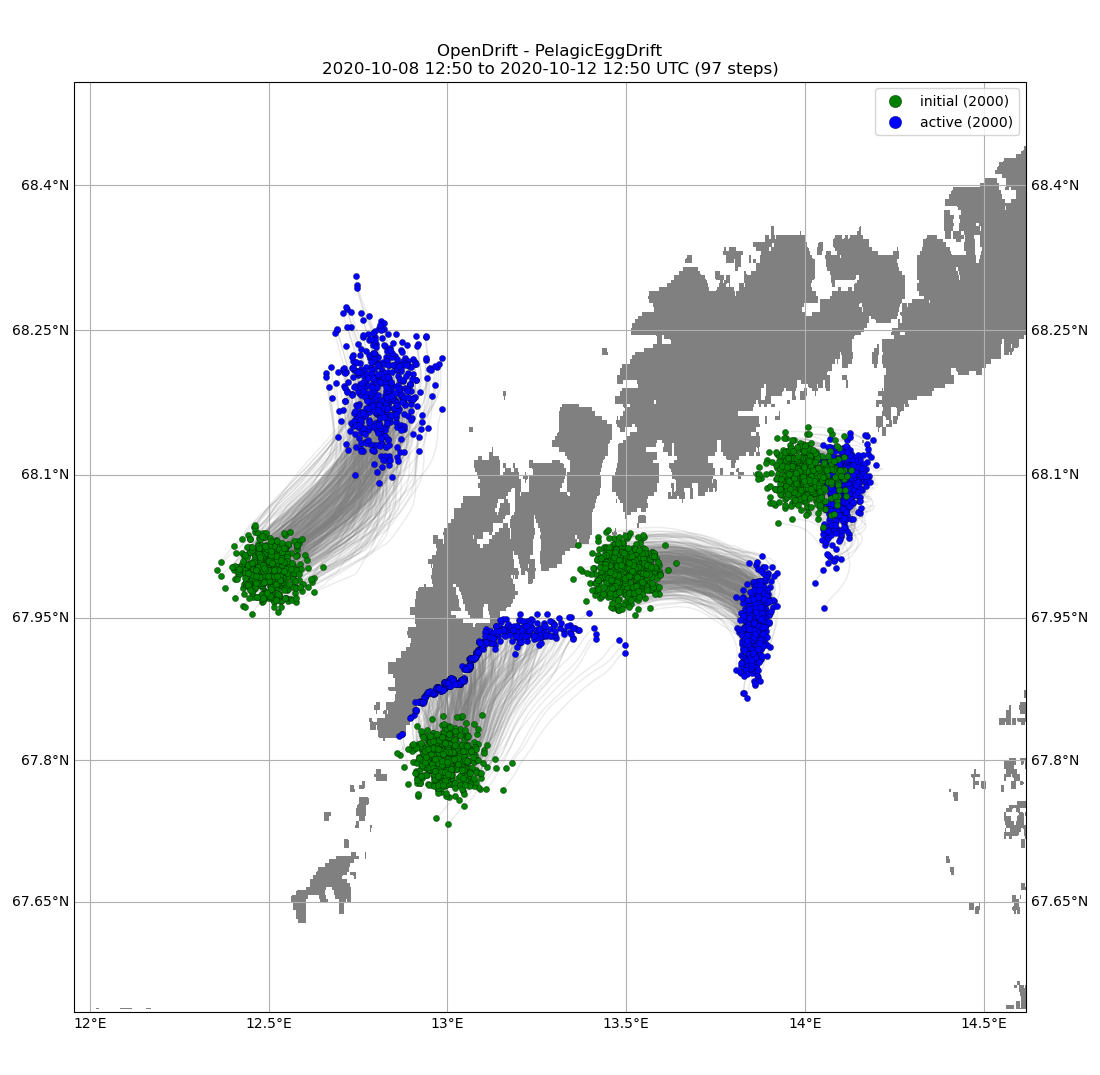 OpenDrift - PelagicEggDrift
2020-10-08 12:50 to 2020-10-12 12:50 UTC (97 steps)
initial (2000)
active (2000)
68.4°N
68.4°N
68.25°N
68.25°N
68.1°N
68.1°N
67.95°N
67.95°N
67.8°N
67.8°N
67.65°N
67.65°N
12°E
12.5°E
13°E
13.5°E
14°E
14.5°E